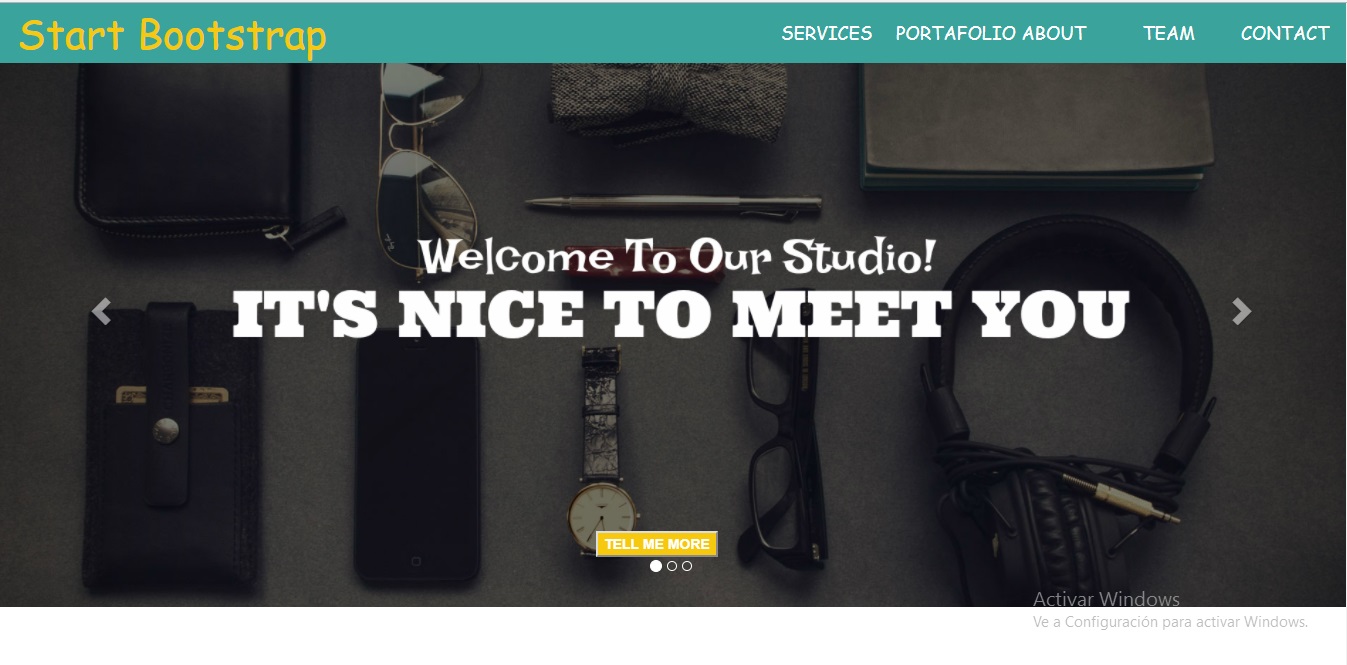 Start Bootstrap
SERVICES PORTAFOLIO ABOUT TEAM CONTACT
Welcome To Our Studio!
IT'S NICE TO MEET YOU
TELL ME MORE
Activar Windows
Ve a Configuración para activar Windows.